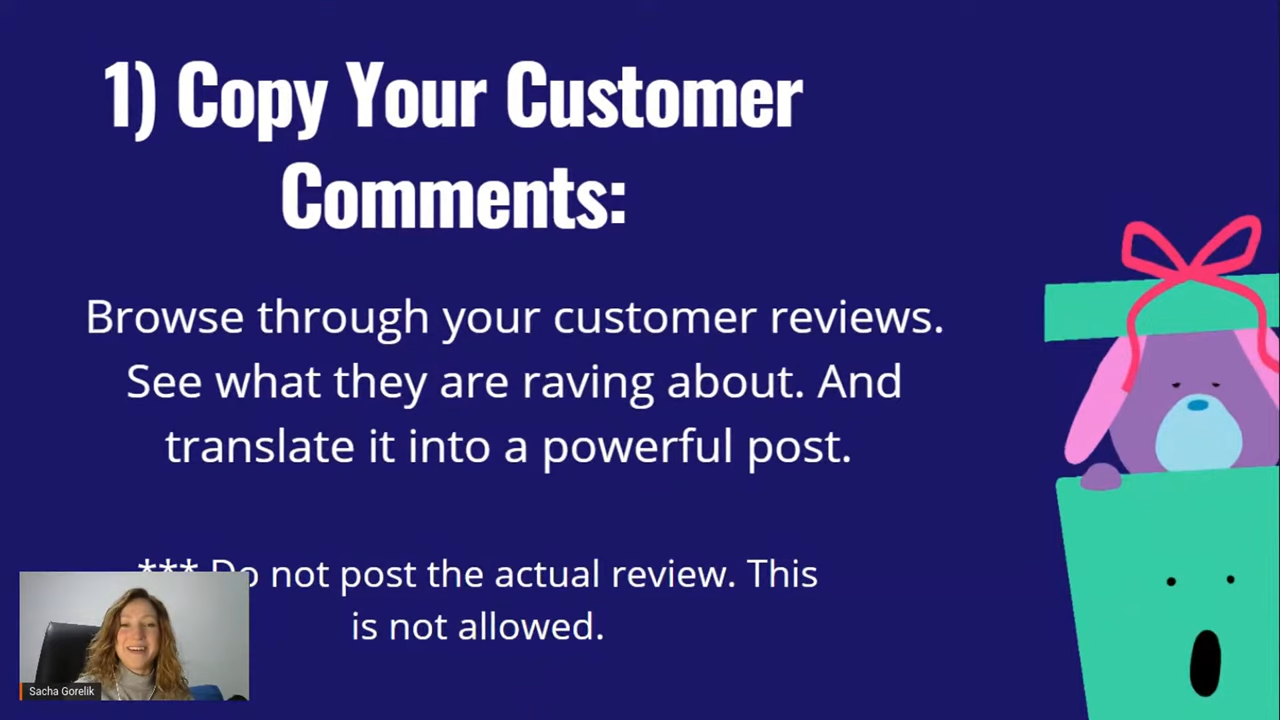 1) Copy Your Customer
Comments:
Browse through your customer reviews.
See what they are raving about. And
translate it into a powerful post.
*** Do not post the actual review. This
is not allowed.
Sacha Gorelik